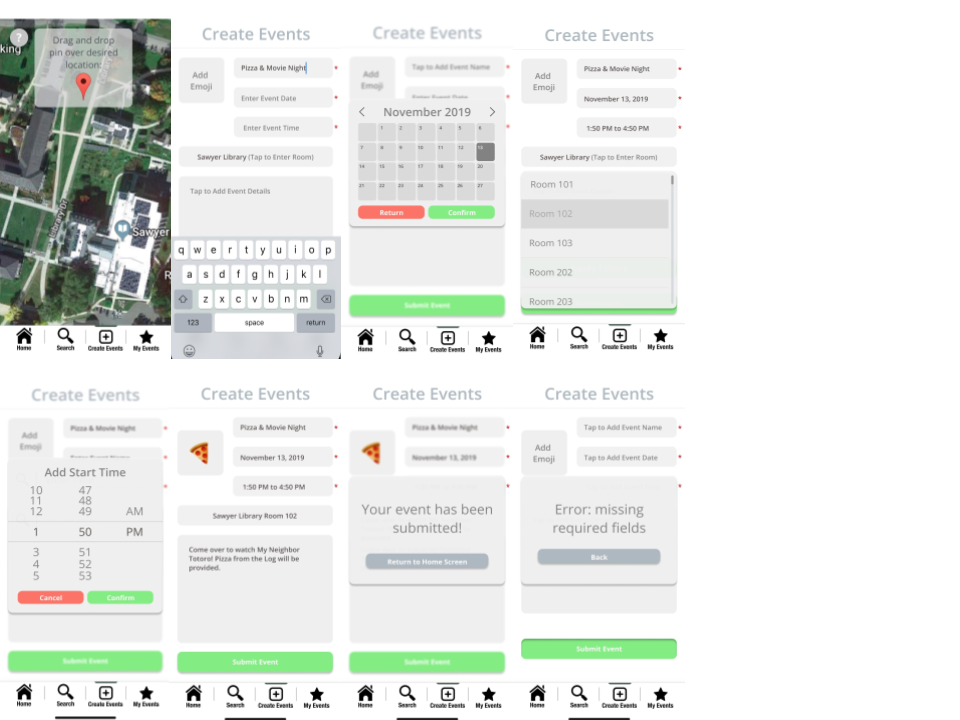 ?
king
Drag and drop
pin over desired
location:
Library Dr
Sawyer
R
Home
Search
Create Events
My Events
Create Events
Add
Emoji
Pizza & Movie Night
*
Enter Event Date
*
Enter Event Time
*
Sawyer Library (Tap to Enter Room)
Tap to Add Event Details
q w e r t y u i o p
a s d f g h j k l
z x c v b n m
123
space
return
Create Events
Add
Emoji
Tap to Add Event Name
*
Enter Event Date
*
November 2019
1 2 3 4 5 6
7 8 9 10 11 12 13
14 15 16 17 18 19 20
21 22 23 24 25 26 27
Return
Confirm
Submit Event
Home
Search
Create Events
My Events
Create Events
Add
Emoji
Pizza & Movie Night
*
November 13, 2019
*
1:50 PM to 4:50 PM
*
Sawyer Library (Tap to Enter Room)
Room 101
Room 102
Room 103
Room 202
Room 203
Home
Search
Create Events
My Events
Create Events
Add
Emoji
Pizza & Movie Night
*
Add Start Time
10 47
11 48
12 49 AM
1 50 PM
3 51
4 52
5 53
Cancel
Confirm
Submit Event
Home
Search
Create Events
My Events
Create Events
Pizza & Movie Night
*
November 13, 2019
*
1:50 PM to 4:50 PM
*
Sawyer Library Room 102
Come over to watch My Neighbor
Totoro! Pizza from the Log will be
provided.
Submit Event
Home
Search
Create Events
My Events
Create Events
Pizza & Movie Night
*
November 13, 2019
*
Your event has been
submitted!
Return to Home Screen
Submit Event
Home
Search
Create Events
My Events
Create Events
Add
Emoji
Tap to Add Event Name
*
Tap to Add Event Date
*
Error: missing
required fields
Back
Submit Event
Home
Search
Create Events
My Events